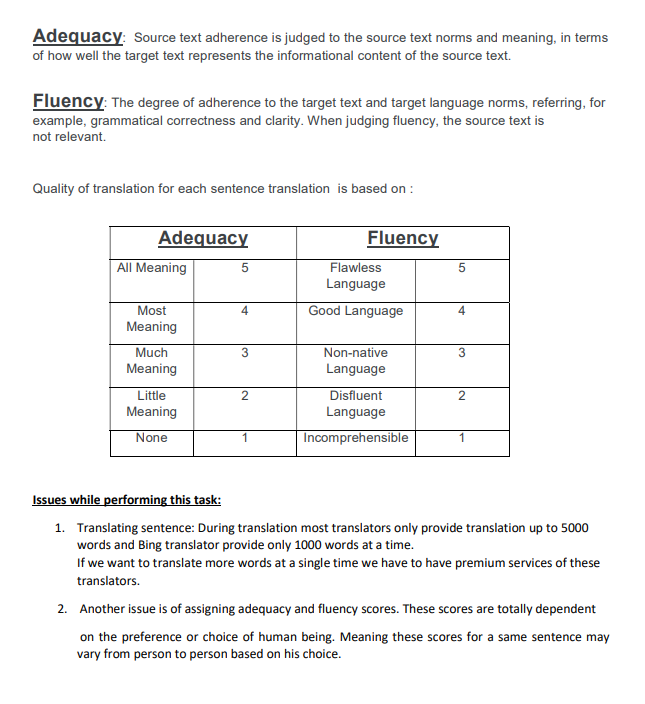 Adequacy: Source text adherence is judged to the source text norms and meaning, in terms
of how well the target text represents the informational content of the source text.
Fluency: The degree of adherence to the target text and target language norms, referring, for
example, grammatical correctness and clarity. When judging fluency, the source text is
not relevant.
Quality of translation for each sentence translation is based on :
Adequacy Fluency
All Meaning 5 Flawless Language 5
Most Meaning 4 Good Language 4
Much Meaning 3 Non-native Language 3
Little Meaning 2 Disfluent Language 2
None 1 Incomprehensible 1
Issues while performing this task:
1. Translating sentence: During translation most translators only provide translation up to 5000
words and Bing translator provide only 1000 words at a time.
If we want to translate more words at a single time we have to have premium services of these
translators.
2. Another issue is of assigning adequacy and fluency scores. These scores are totally dependent
on the preference or choice of human being. Meaning these scores for a same sentence may
vary from person to person based on his choice.